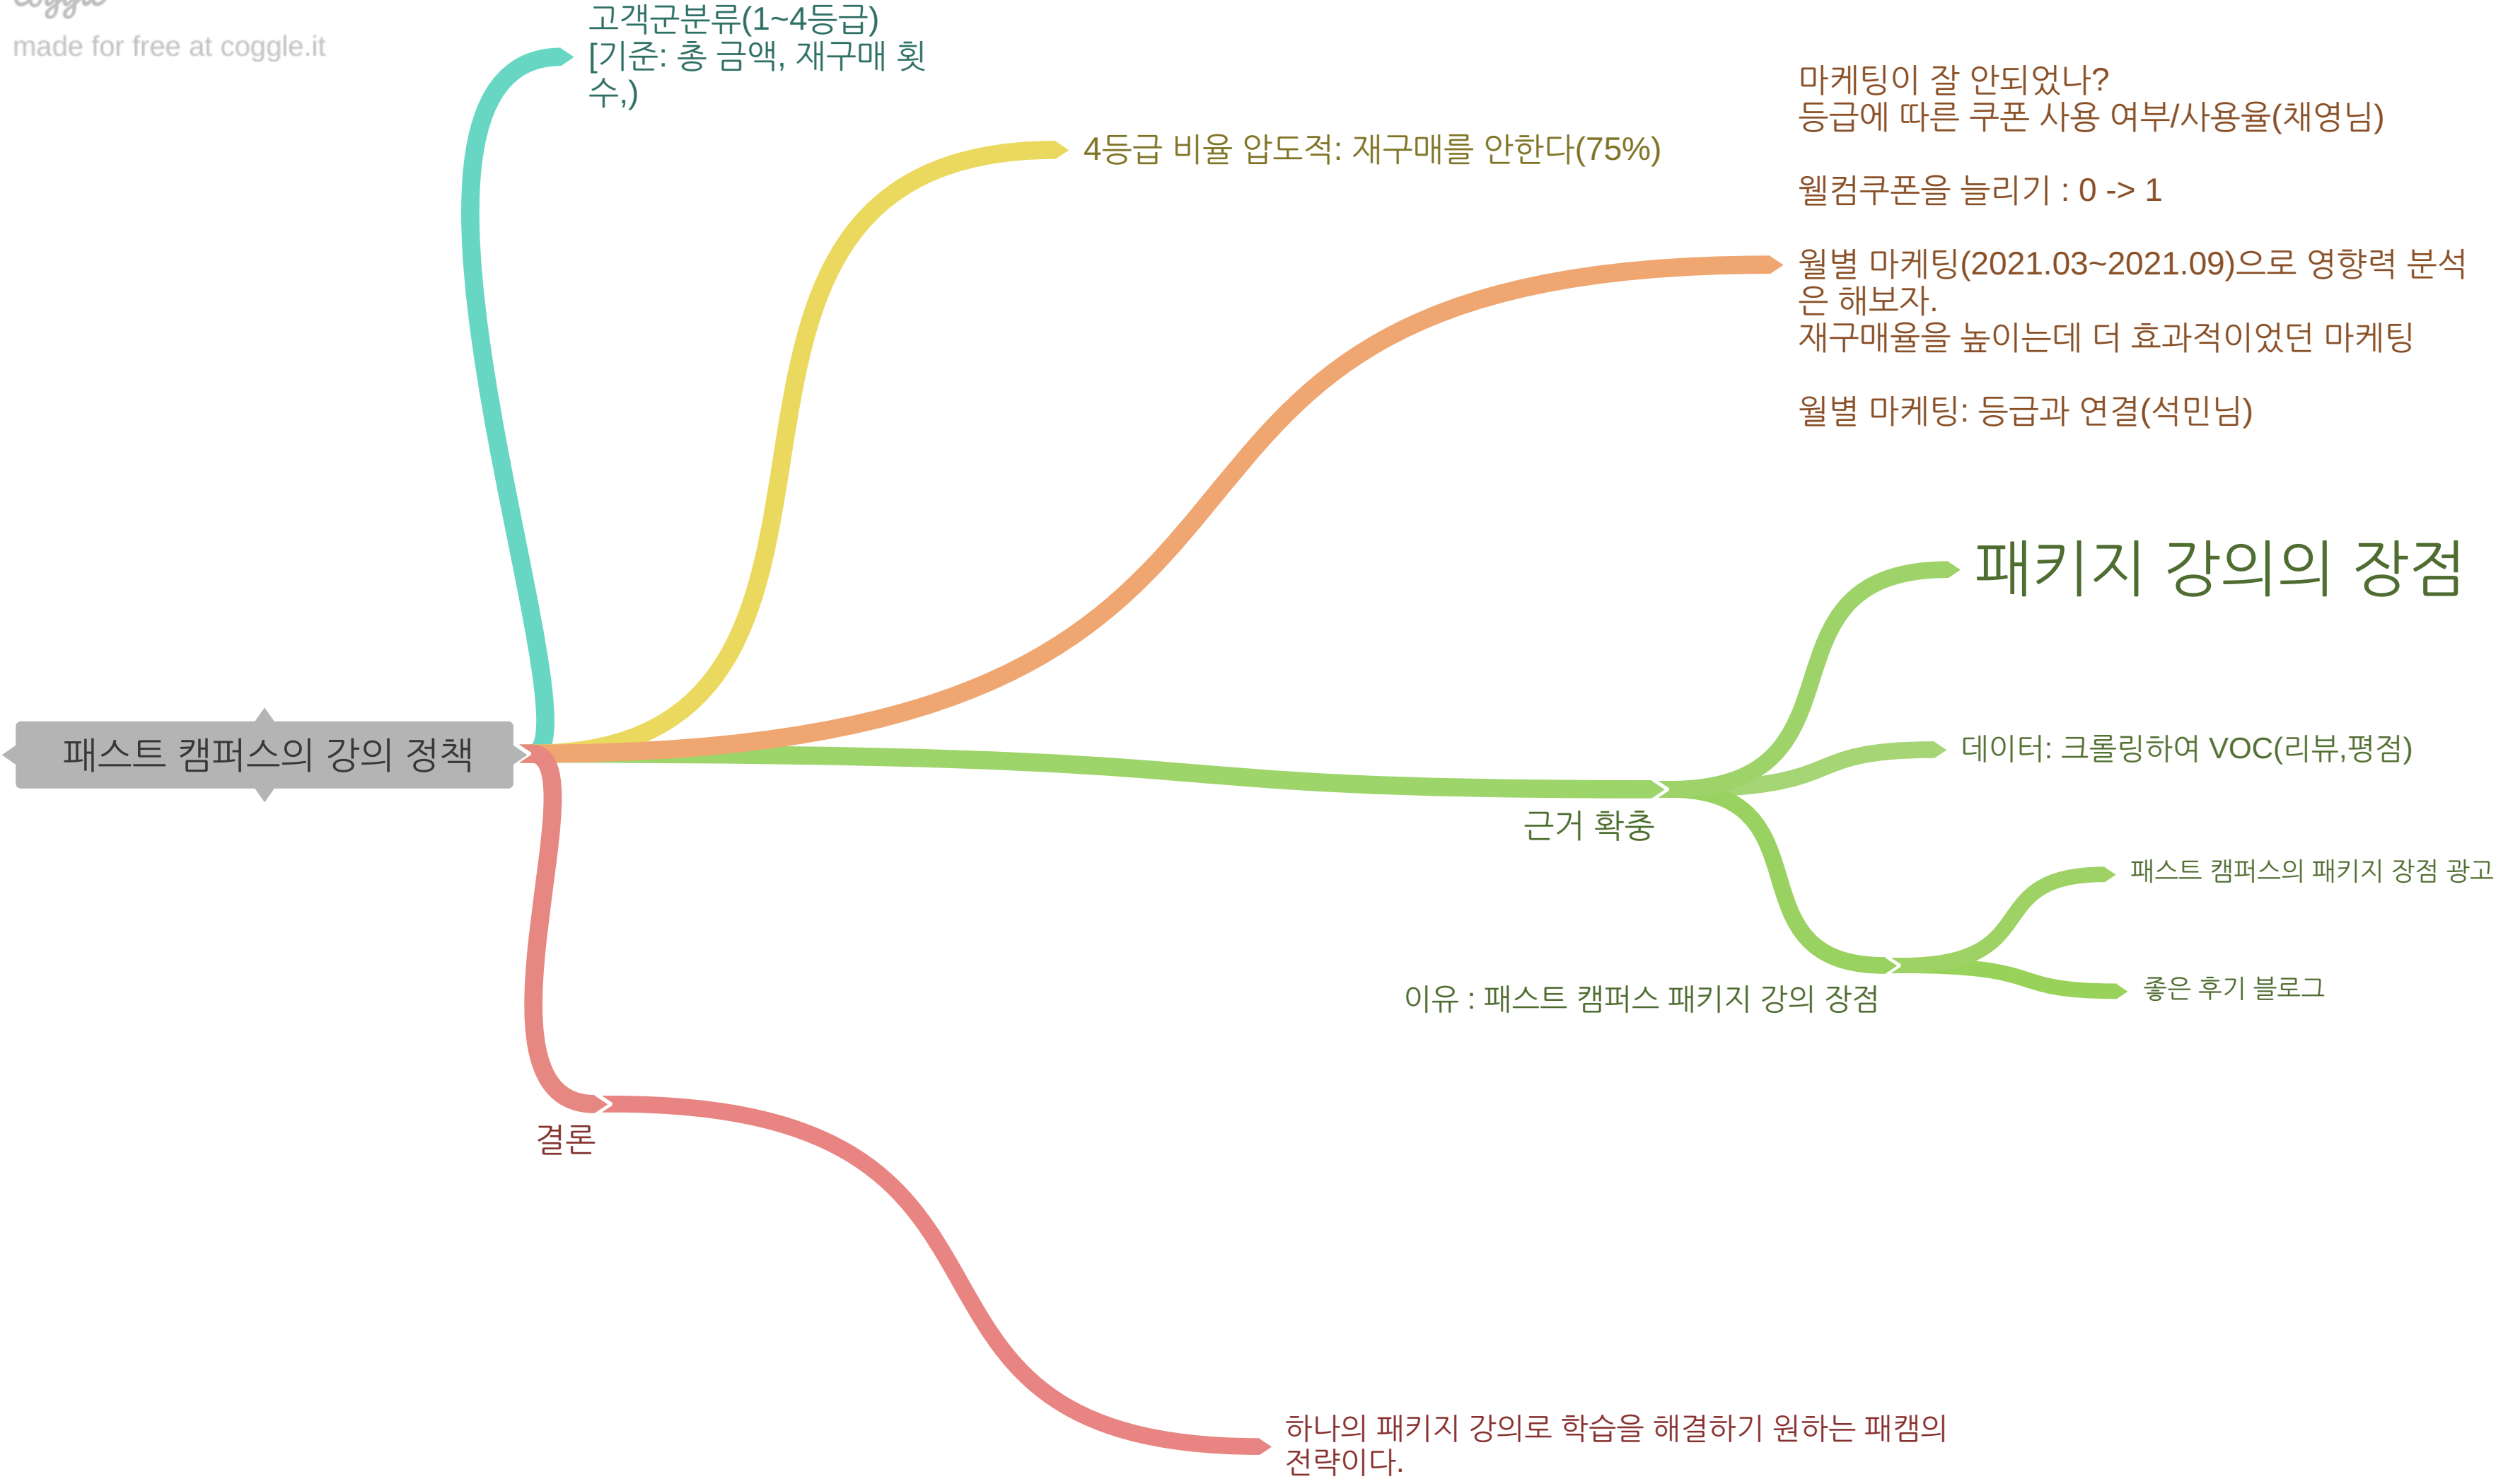 coggle
made for free at coggle.it
고객군분류(1~4등급)
[기준: 총 금액, 재구매 횟
수,)
4등급 비율 압도적: 재구매를 안한다(75%)
마케팅이 잘 안되었나?
등급에 따른 쿠폰 사용 여부/사용율(채영님)
웰컴쿠폰을 늘리기 : 0 -> 1
월별 마케팅(2021.03~2021.09)으로 영향력 분석
은 해보자.
재구매율을 높이는데 더 효과적이었던 마케팅
월별 마케팅: 등급과 연결(석민님)
패키지 강의의 장점
패스트 캠퍼스의 강의 정책
데이터: 크롤링하여 VOC(리뷰,평점)
근거 확충
패스트 캠퍼스의 패키지 장점 광고
이유 : 패스트 캠퍼스 패키지 강의 장점
좋은 후기 블로그
결론
하나의 패키지 강의로 학습을 해결하기 원하는 패캠의
전략이다.